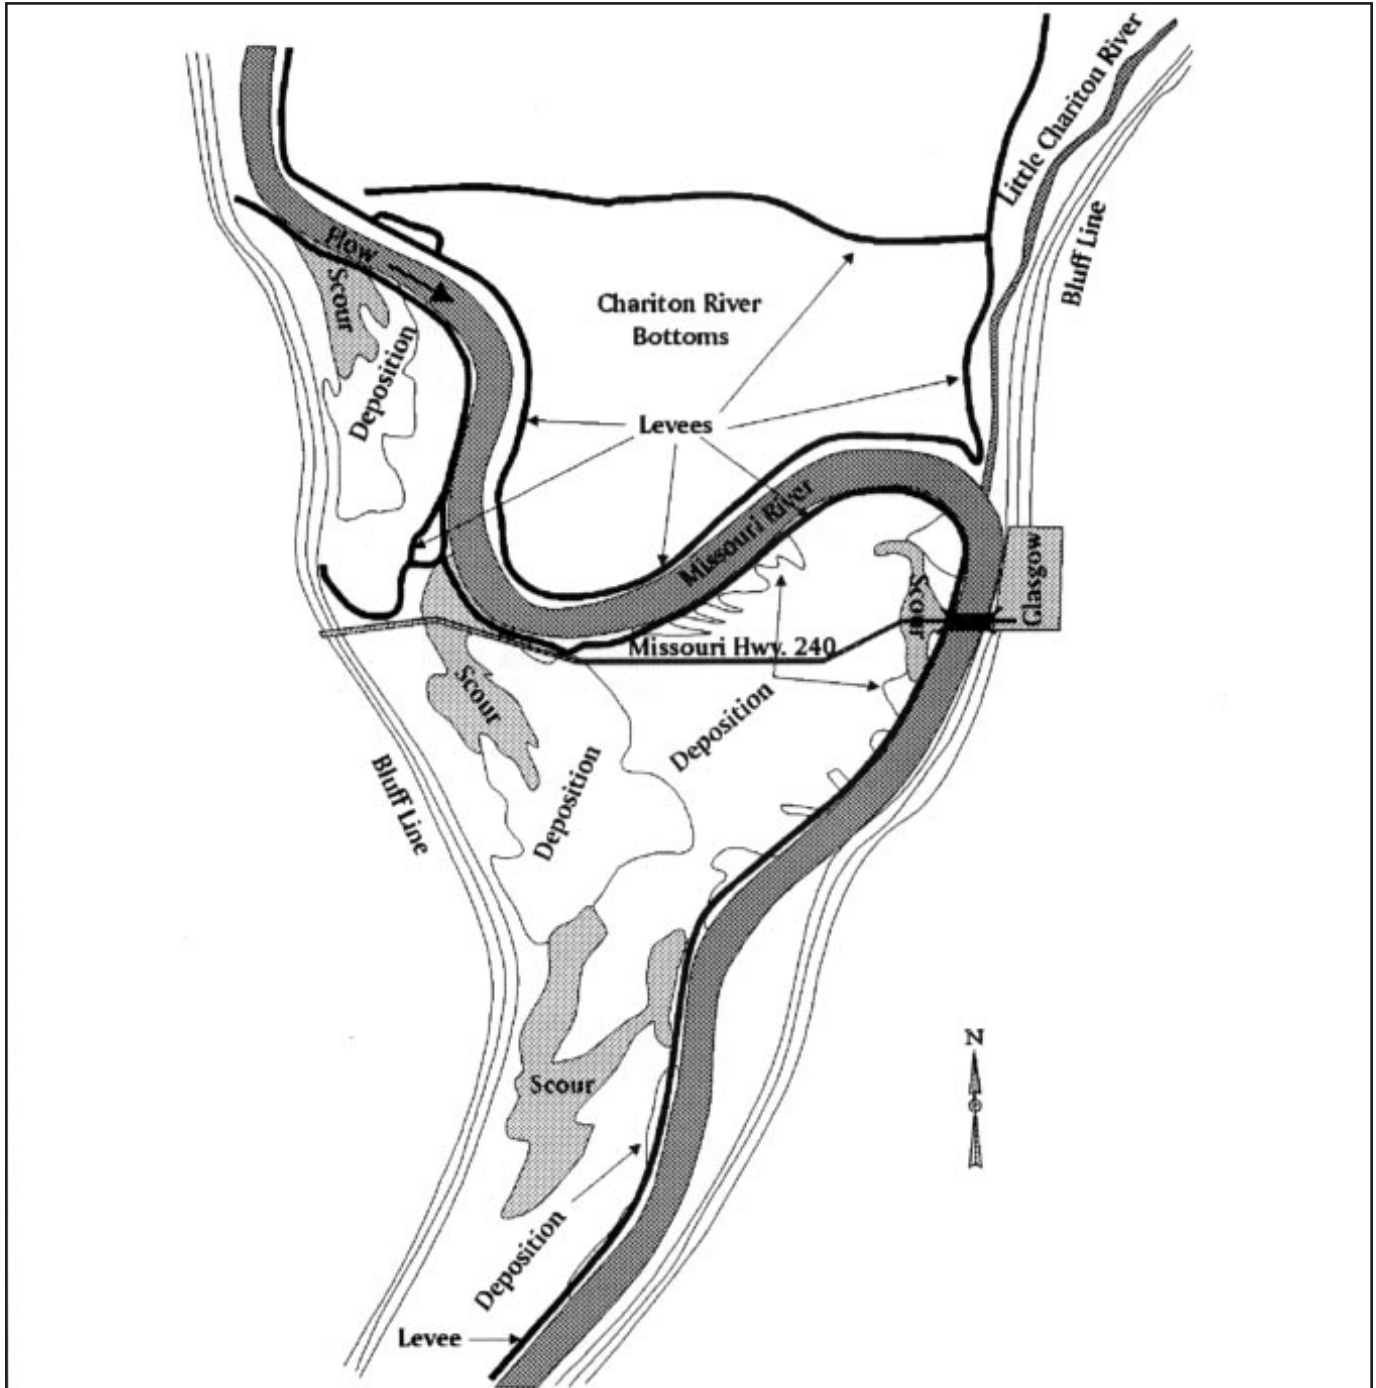 Little Chariton River
Bluff Line
Flow
Scour
Deposition
Chariton River
Bottoms
Levees
Missouri River
Scour
Glasgow
Missouri Hwy. 240
Scour
Deposition
Deposition
Bluff Line
N
Scour
Deposition
Levee